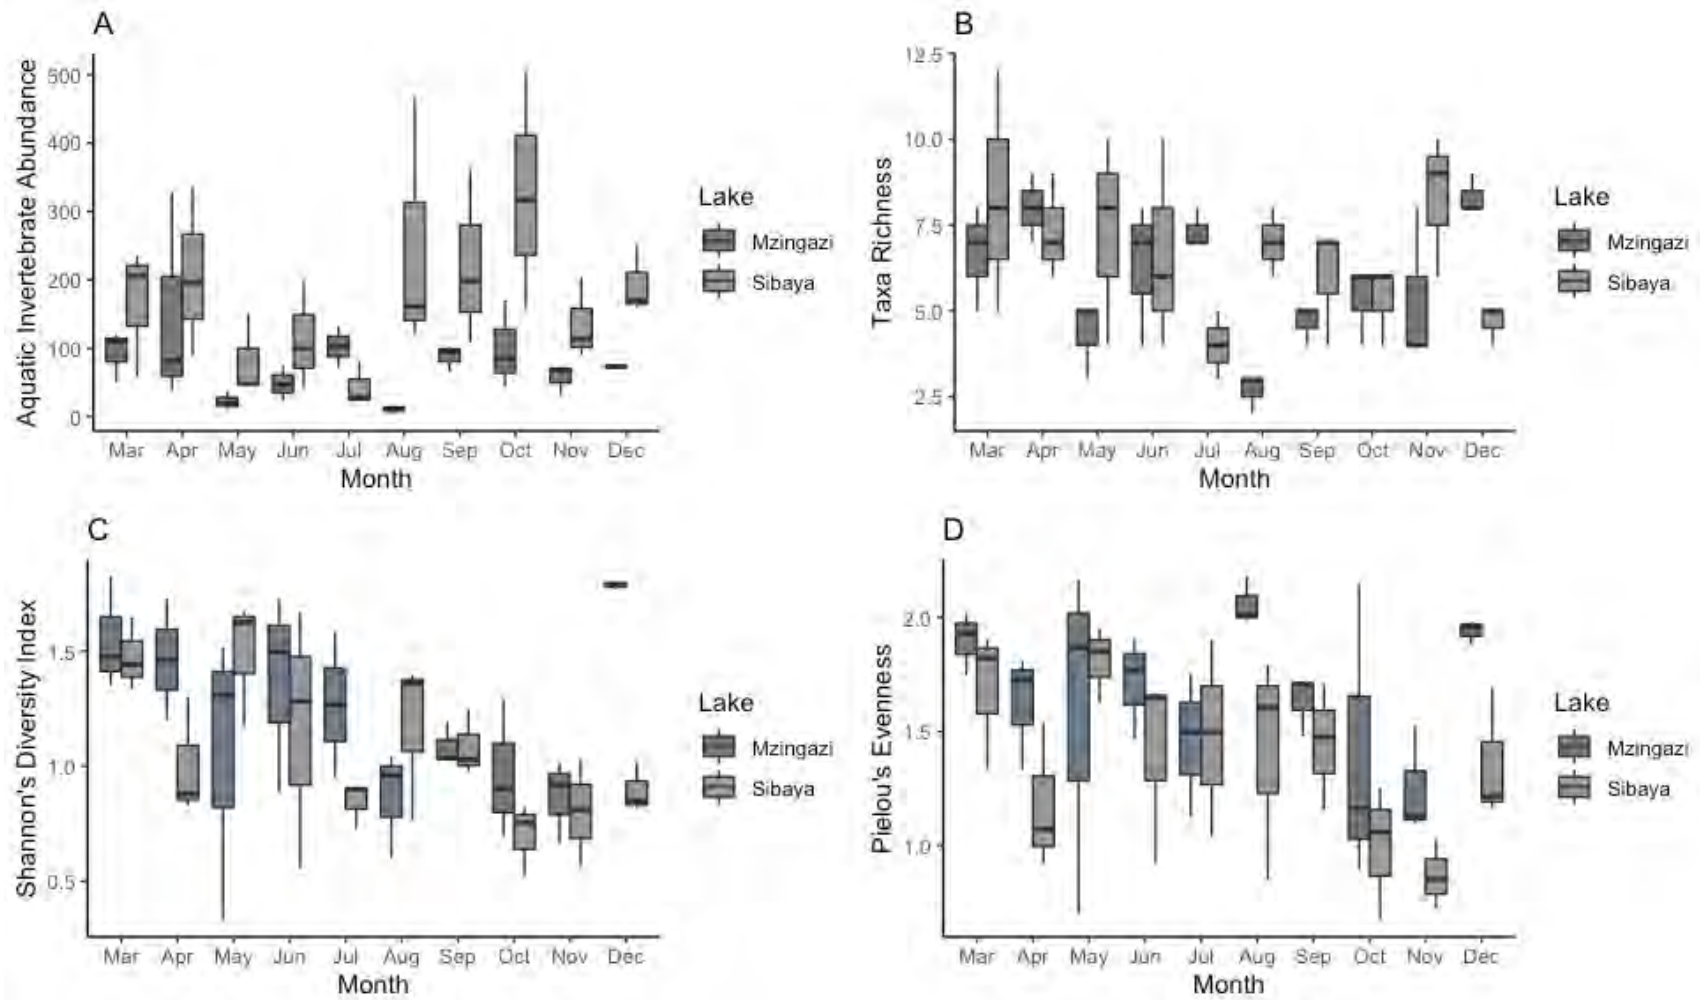 A
Aquatic Invertebrate Abundance
500
400
300
200
100
0
Mar Apr May Jun Jul Aug Sep Oct Nov Dec
Month
Lake
Mzingazi
Sibaya
B
Taxa Richness
12.5
10.0
7.5
5.0
2.5
Mar Apr May Jun Jul Aug Sep Oct Nov Dec
Month
Lake
Mzingazi
Sibaya
C
Shannon's Diversity Index
1.5
1.0
0.5
Mar Apr May Jun Jul Aug Sep Oct Nov Dec
Month
Lake
Mzingazi
Sibaya
D
Pielou's Evenness
2.0
1.5
1.0
Mar Apr May Jun Jul Aug Sep Oct Nov Dec
Month
Lake
Mzingazi
Sibaya